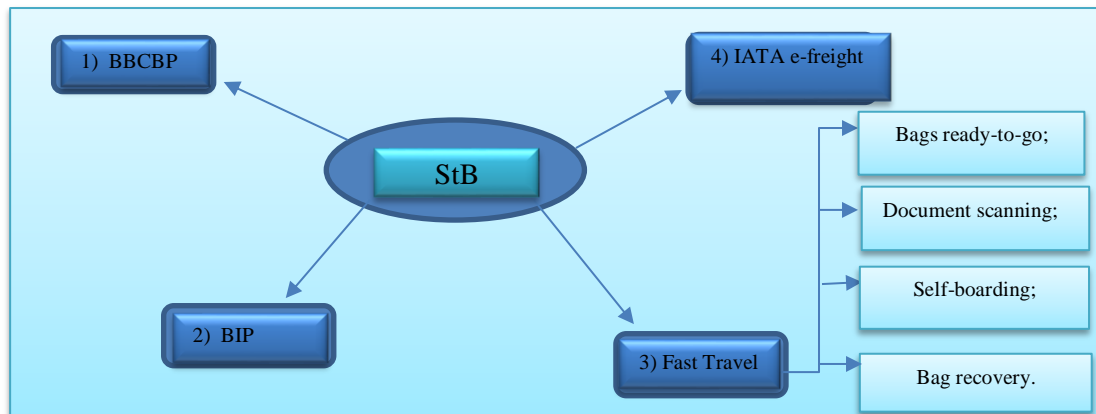 1) BBCBP
4) IATA e-freight
StB
Bags ready-to-go;
Document scanning;
Self-boarding;
2) BIP
3) Fast Travel
Bag recovery.